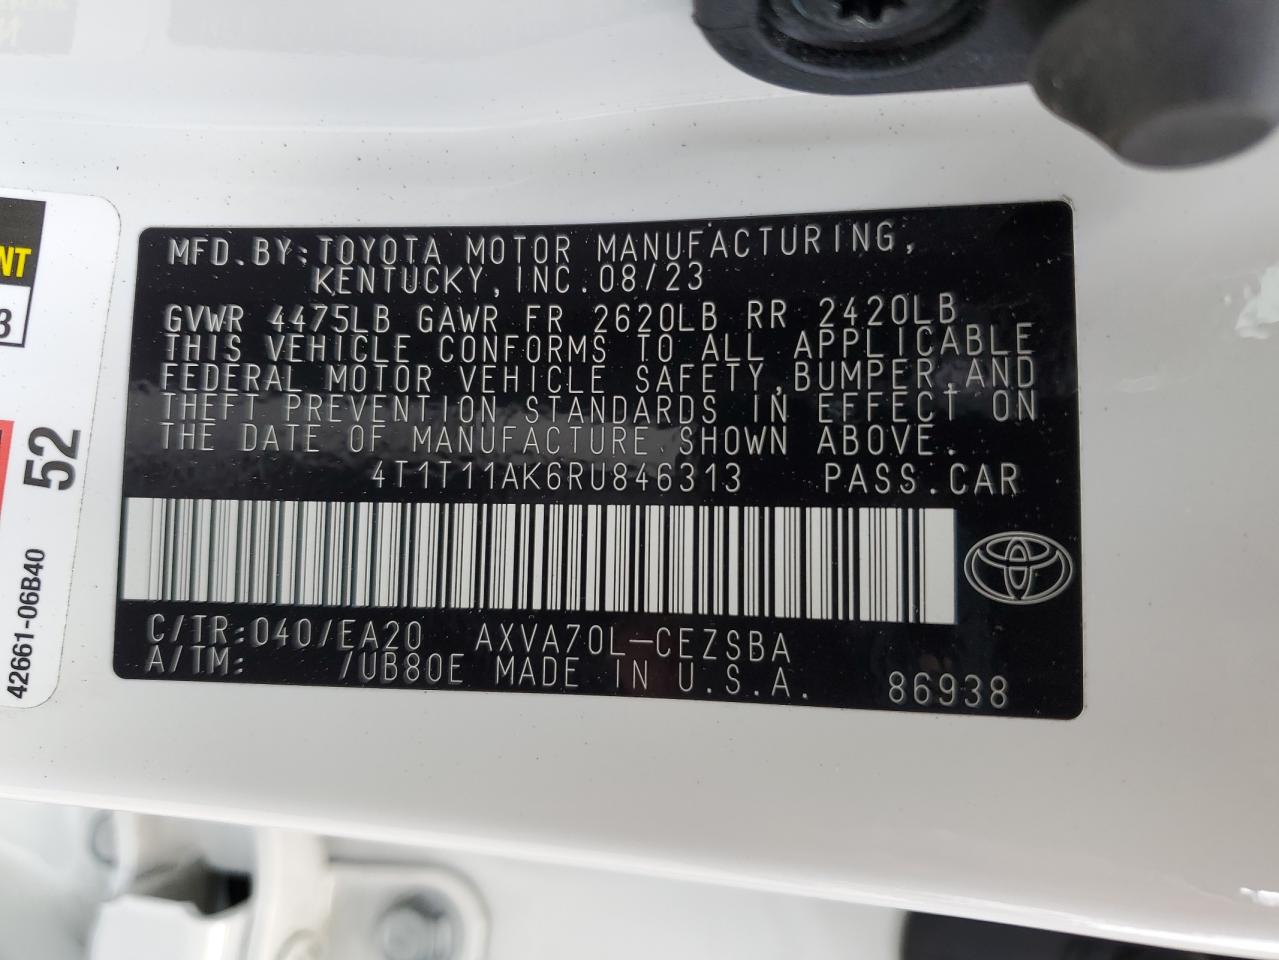 MFD.BY:TOYOTA MOTOR MANUFACTURING,
KENTUCKY,INC.08/23
GVWR 4475LB GAWR FR 2620LB RR 2420LB
THIS VEHICLE CONFORMS TO ALL APPLICABLE
FEDERAL MOTOR VEHICLE SAFETY,BUMPER,AND
THEFT PREVENTION STANDARDS IN EFFECT ON
THE DATE OF MANUFACTURE SHOWN ABOVE.
4T1T11AK6RU846313 PASS.CAR
C/TR:040/EA20 AXVA70L-CEZSBA
A/TM: /UB80E MADE IN U.S.A. 86938
52
42661-06B40